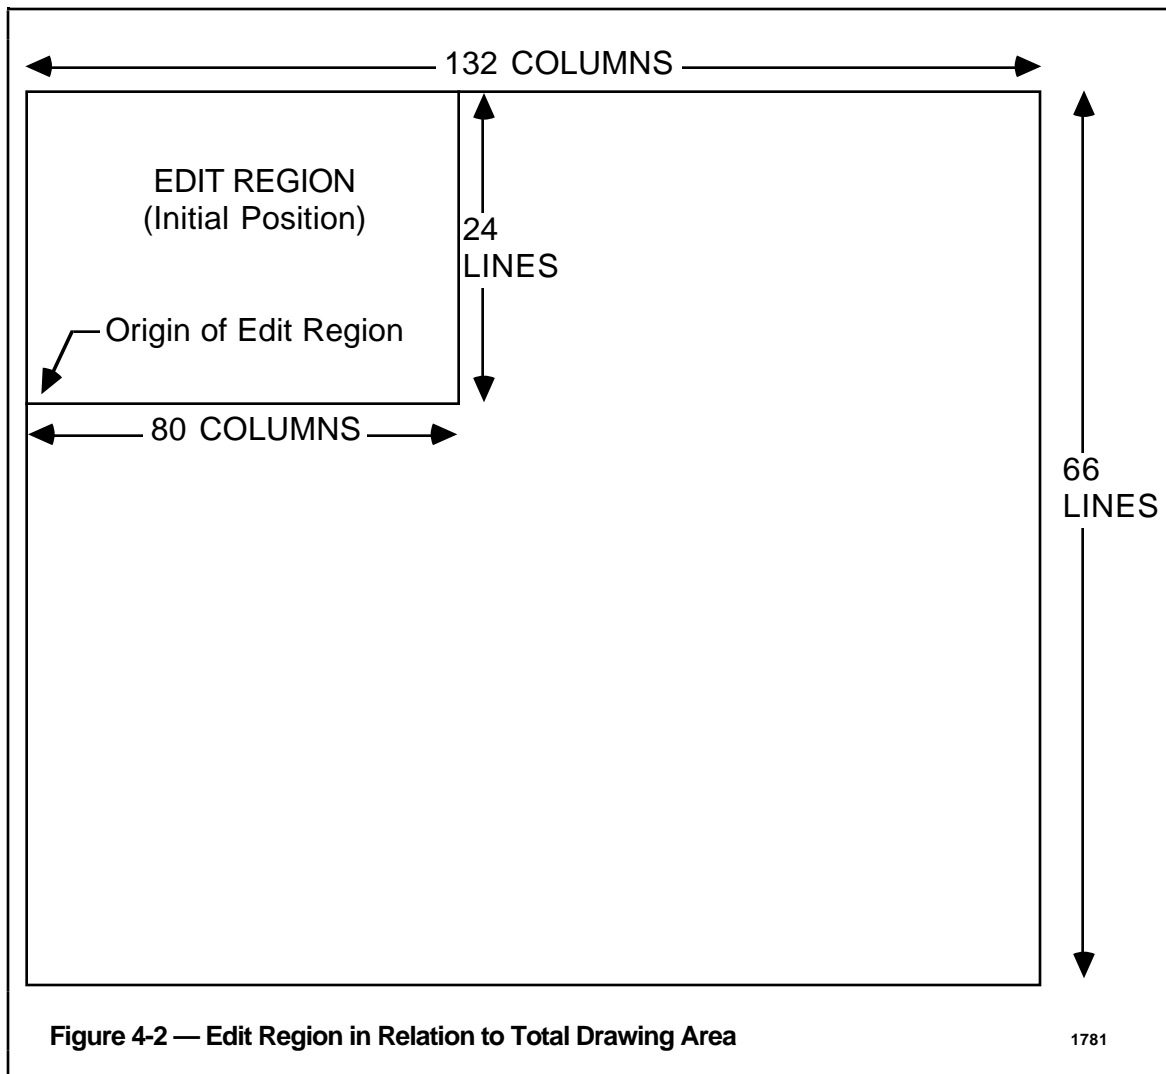 132 COLUMNS
EDIT REGION
(Initial Position)
24
LINES
Origin of Edit Region
80 COLUMNS
66
LINES
Figure 4-2 — Edit Region in Relation to Total Drawing Area
1781